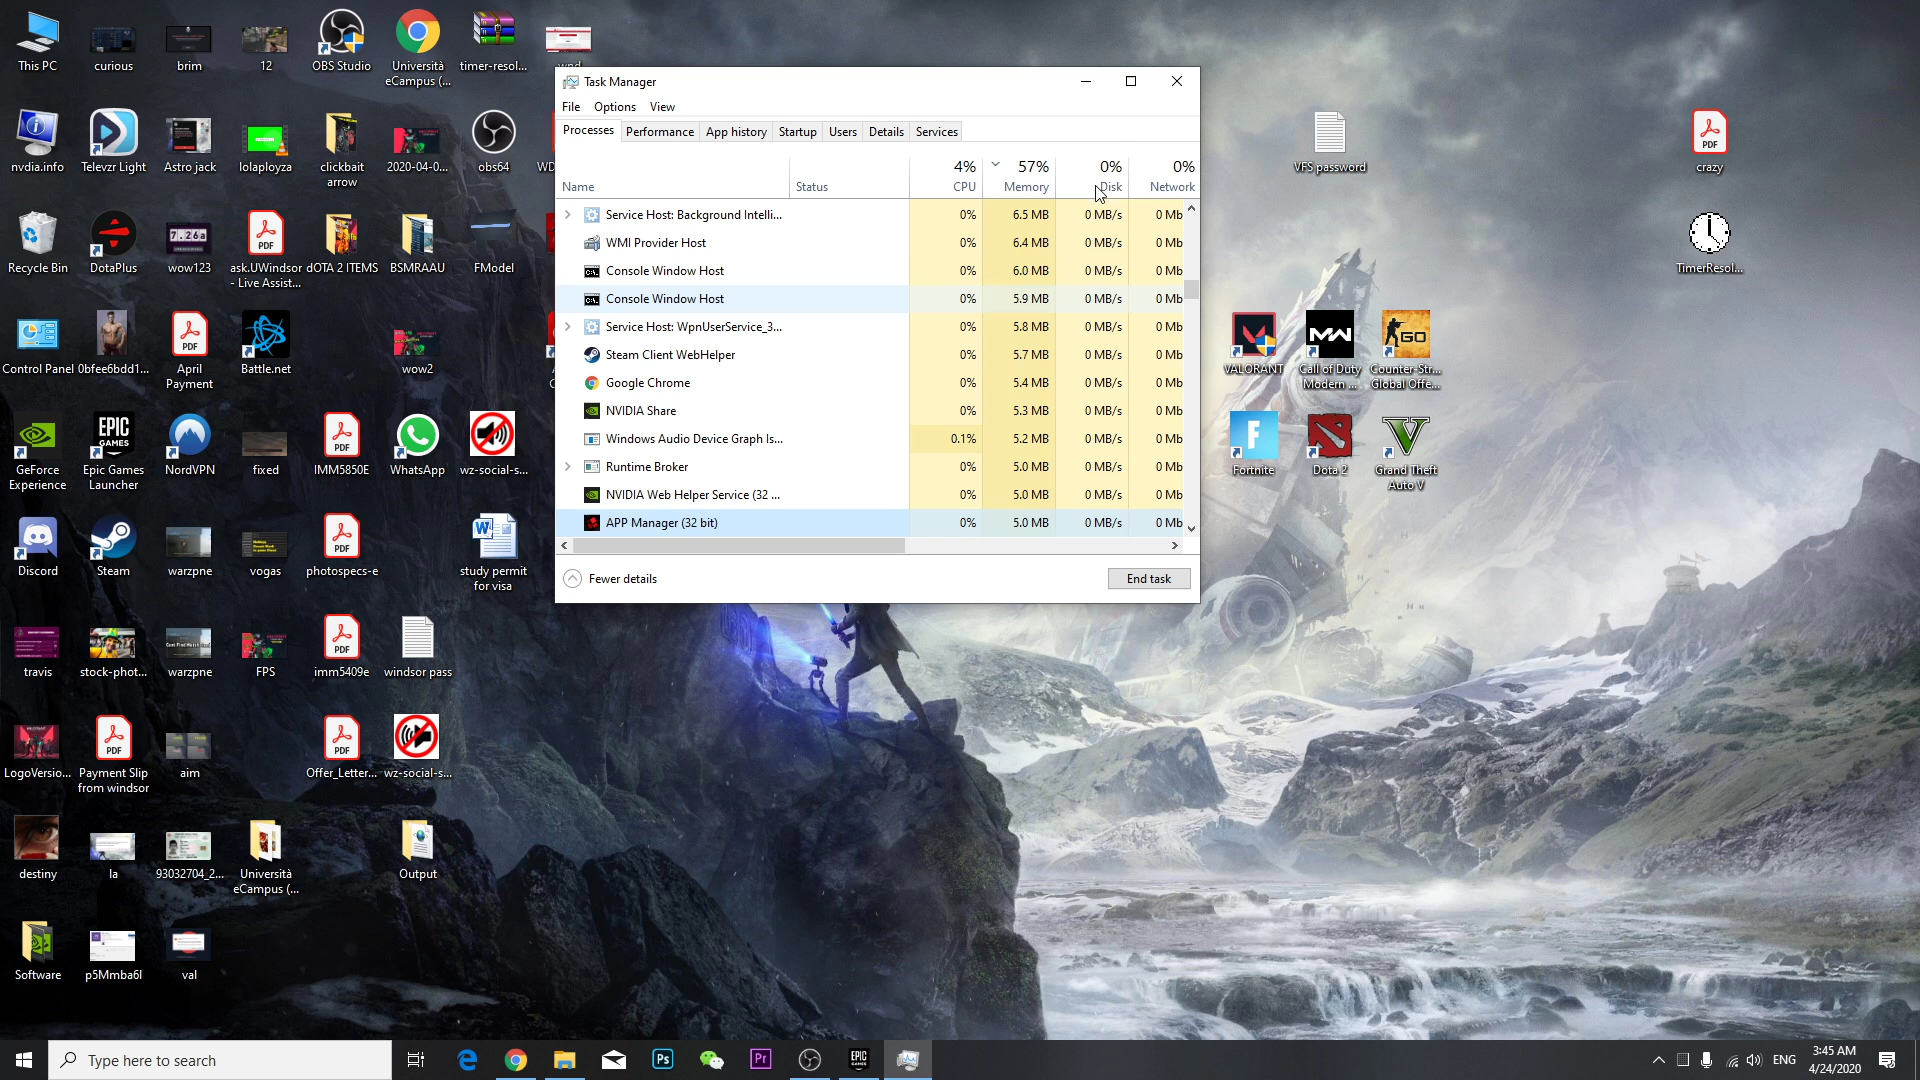 This PC
curious
brim
12
OBS Studio
Università
eCampus (...
timer-resol...
nvdia.info
Televzr Light
Astro jack
lolaployza
clickbait
arrow
2020-04-0...
obs64
Recycle Bin
DotaPlus
7.26a
wow123
ask.UWindsor
- Live Assist...
dOTA 2 ITEMS
BSMRAAU
FModel
Control Panel
0bfee6bdd1...
April
Payment
Battle.net
wow2
GeForce
Experience
EPIC
GAMES
Epic Games
Launcher
NordVPN
fixed
IMM5850E
WhatsApp
wz-social-s...
Discord
Steam
warzpne
vogas
photospecs-e
study permit
for visa
travis
stock-phot...
warzpne
FPS
imm5409e
windsor pass
LogoVersio...
Payment Slip
from windsor
aim
Offer_Letter...
wz-social-s...
destiny
la
93032704_2...
Università
eCampus (...
Output
Software
p5Mmba6l
val
Task Manager
File Options View
Processes Performance App history Startup Users Details Services
4% 57% 0% 0%
Name Status CPU Memory Disk Network
Service Host: Background Intelli... 0% 6.5 MB 0 MB/s 0 Mb
WMI Provider Host 0% 6.4 MB 0 MB/s 0 Mb
Console Window Host 0% 6.0 MB 0 MB/s 0 Mb
Console Window Host 0% 5.9 MB 0 MB/s 0 Mb
Service Host: WpnUserService_3... 0% 5.8 MB 0 MB/s 0 Mb
Steam Client WebHelper 0% 5.7 MB 0 MB/s 0 Mb
Google Chrome 0% 5.4 MB 0 MB/s 0 Mb
NVIDIA Share 0% 5.3 MB 0 MB/s 0 Mb
Windows Audio Device Graph Is... 0.1% 5.2 MB 0 MB/s 0 Mb
Runtime Broker 0% 5.0 MB 0 MB/s 0 Mb
NVIDIA Web Helper Service (32 ... 0% 5.0 MB 0 MB/s 0 Mb
APP Manager (32 bit) 0% 5.0 MB 0 MB/s 0 Mb
Fewer details
End task
VFS password
PDF
crazy
TimerResol...
VALORANT
Call of Duty
Modern ...
GO
Counter-Str...
Global Offe...
Fortnite
Dota 2
Grand Theft
Auto V
Type here to search
Ps
Pr
EPIC
GAMES
ENG
3:45 AM
4/24/2020